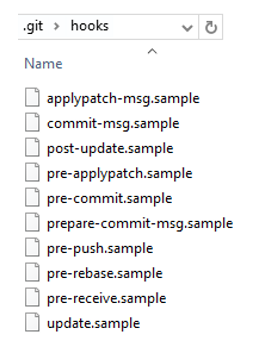 .git > hooks
Name
applypatch-msg.sample
commit-msg.sample
post-update.sample
pre-applypatch.sample
pre-commit.sample
prepare-commit-msg.sample
pre-push.sample
pre-rebase.sample
pre-receive.sample
update.sample